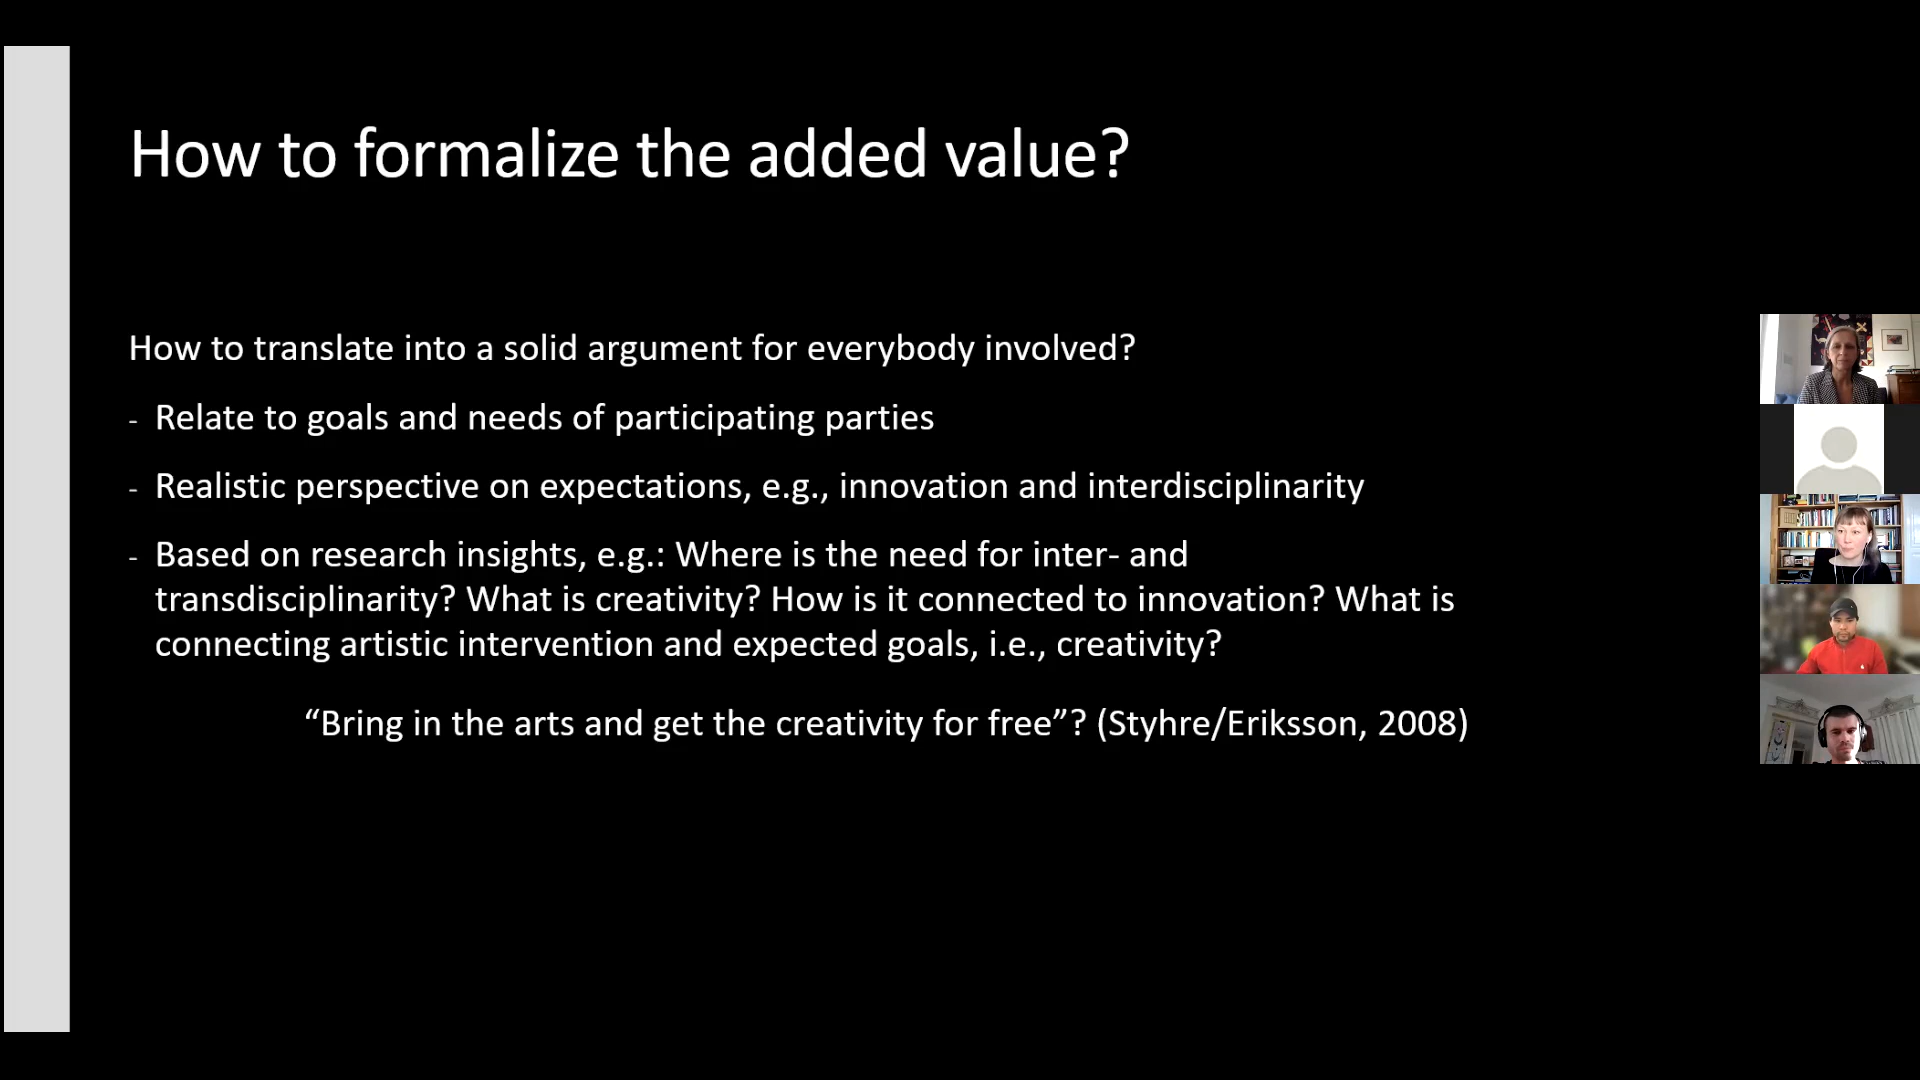 How to formalize the added value?
How to translate into a solid argument for everybody involved?
- Relate to goals and needs of participating parties
- Realistic perspective on expectations, e.g., innovation and interdisciplinarity
- Based on research insights, e.g.: Where is the need for inter- and
transdisciplinarity? What is creativity? How is it connected to innovation? What is
connecting artistic intervention and expected goals, i.e., creativity?
“Bring in the arts and get the creativity for free”? (Styhre/Eriksson, 2008)